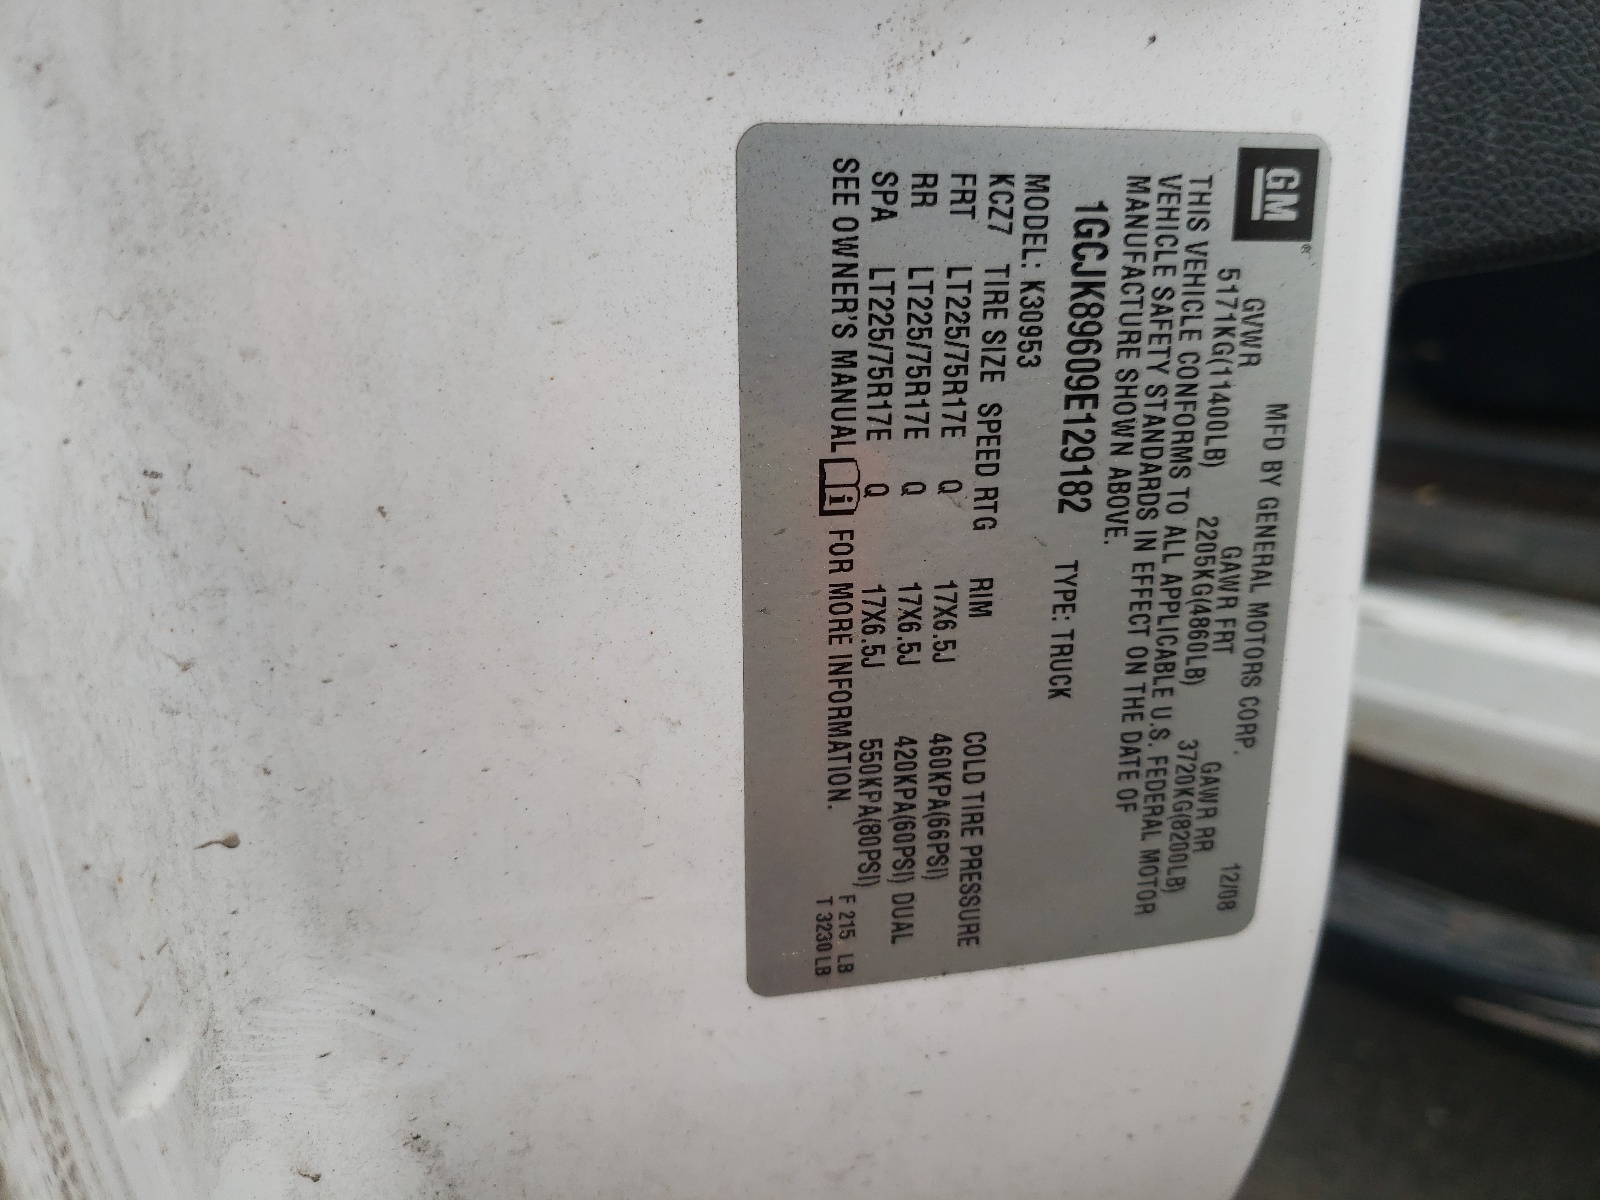 GM
MFD BY GENERAL MOTORS CORP. 12/08
GVWR GAWR FRT GAWR RR
5171KG(11400LB) 2205KG(4860LB) 3720KG(8200LB)
THIS VEHICLE CONFORMS TO ALL APPLICABLE U.S. FEDERAL MOTOR
VEHICLE SAFETY STANDARDS IN EFFECT ON THE DATE OF
MANUFACTURE SHOWN ABOVE.
1GCJK89609E129182 TYPE: TRUCK
MODEL: K30953
KCZ7 TIRE SIZE SPEED RTG RIM COLD TIRE PRESSURE
FRT LT225/75R17E Q 17X6.5J 460KPA(66PSI)
RR LT225/75R17E Q 17X6.5J 420KPA(60PSI) DUAL
SPA LT225/75R17E Q 17X6.5J 550KPA(80PSI)
SEE OWNER'S MANUAL i FOR MORE INFORMATION.
F 215 LB
T 3230 LB